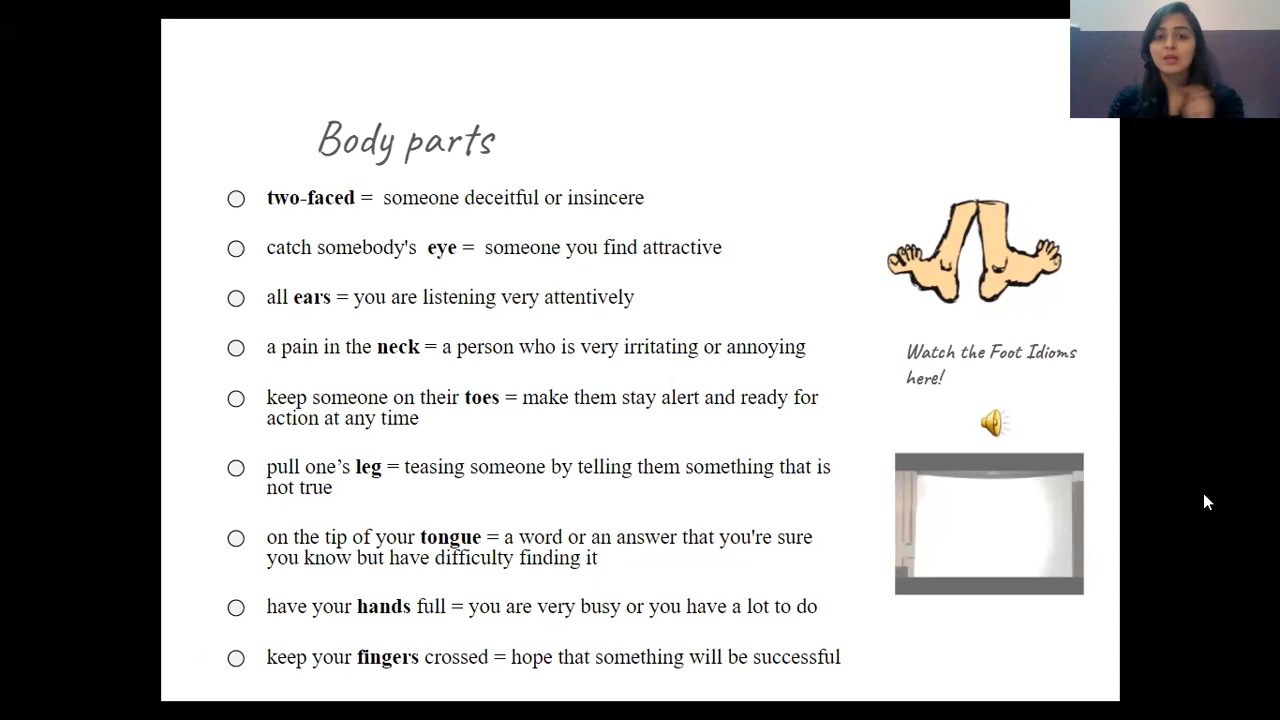 Body parts
two-faced = someone deceitful or insincere
catch somebody's eye = someone you find attractive
all ears = you are listening very attentively
a pain in the neck = a person who is very irritating or annoying
keep someone on their toes = make them stay alert and ready for
action at any time
pull one’s leg = teasing someone by telling them something that is
not true
on the tip of your tongue = a word or an answer that you're sure
you know but have difficulty finding it
have your hands full = you are very busy or you have a lot to do
keep your fingers crossed = hope that something will be successful
Watch the Foot Idioms
here!